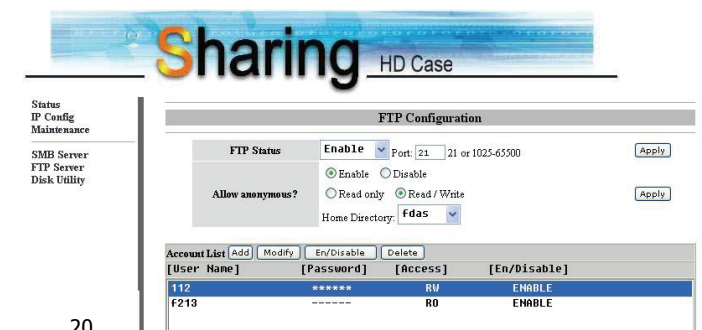 Sharing HD Case
Status
IP Config
Maintenance
SMB Server
FTP Server
Disk Utility
FTP Configuration
FTP Status Enable Port: 21 21 or 1025-65500 Apply
Allow anonymous? Enable Disable
Read only Read / Write Apply
Home Directory: fdas
Account List Add Modify En/Disable Delete
[User Name] [Password] [Access] [En/Disable]
112 ****** RW ENABLE
f213 ------ RO ENABLE
20